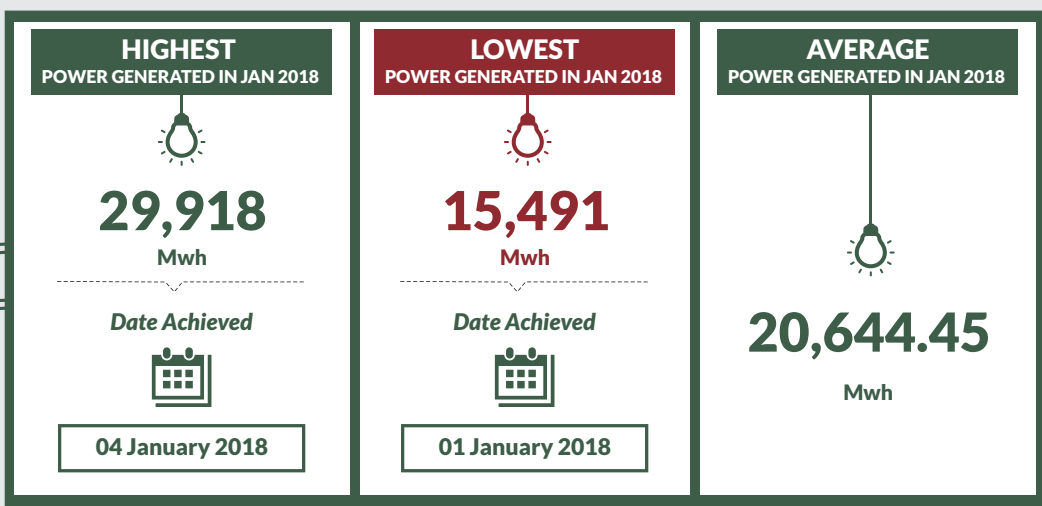 HIGHEST
POWER GENERATED IN JAN 2018
29,918
Mwh
Date Achieved
04 January 2018
LOWEST
POWER GENERATED IN JAN 2018
15,491
Mwh
Date Achieved
01 January 2018
AVERAGE
POWER GENERATED IN JAN 2018
20,644.45
Mwh